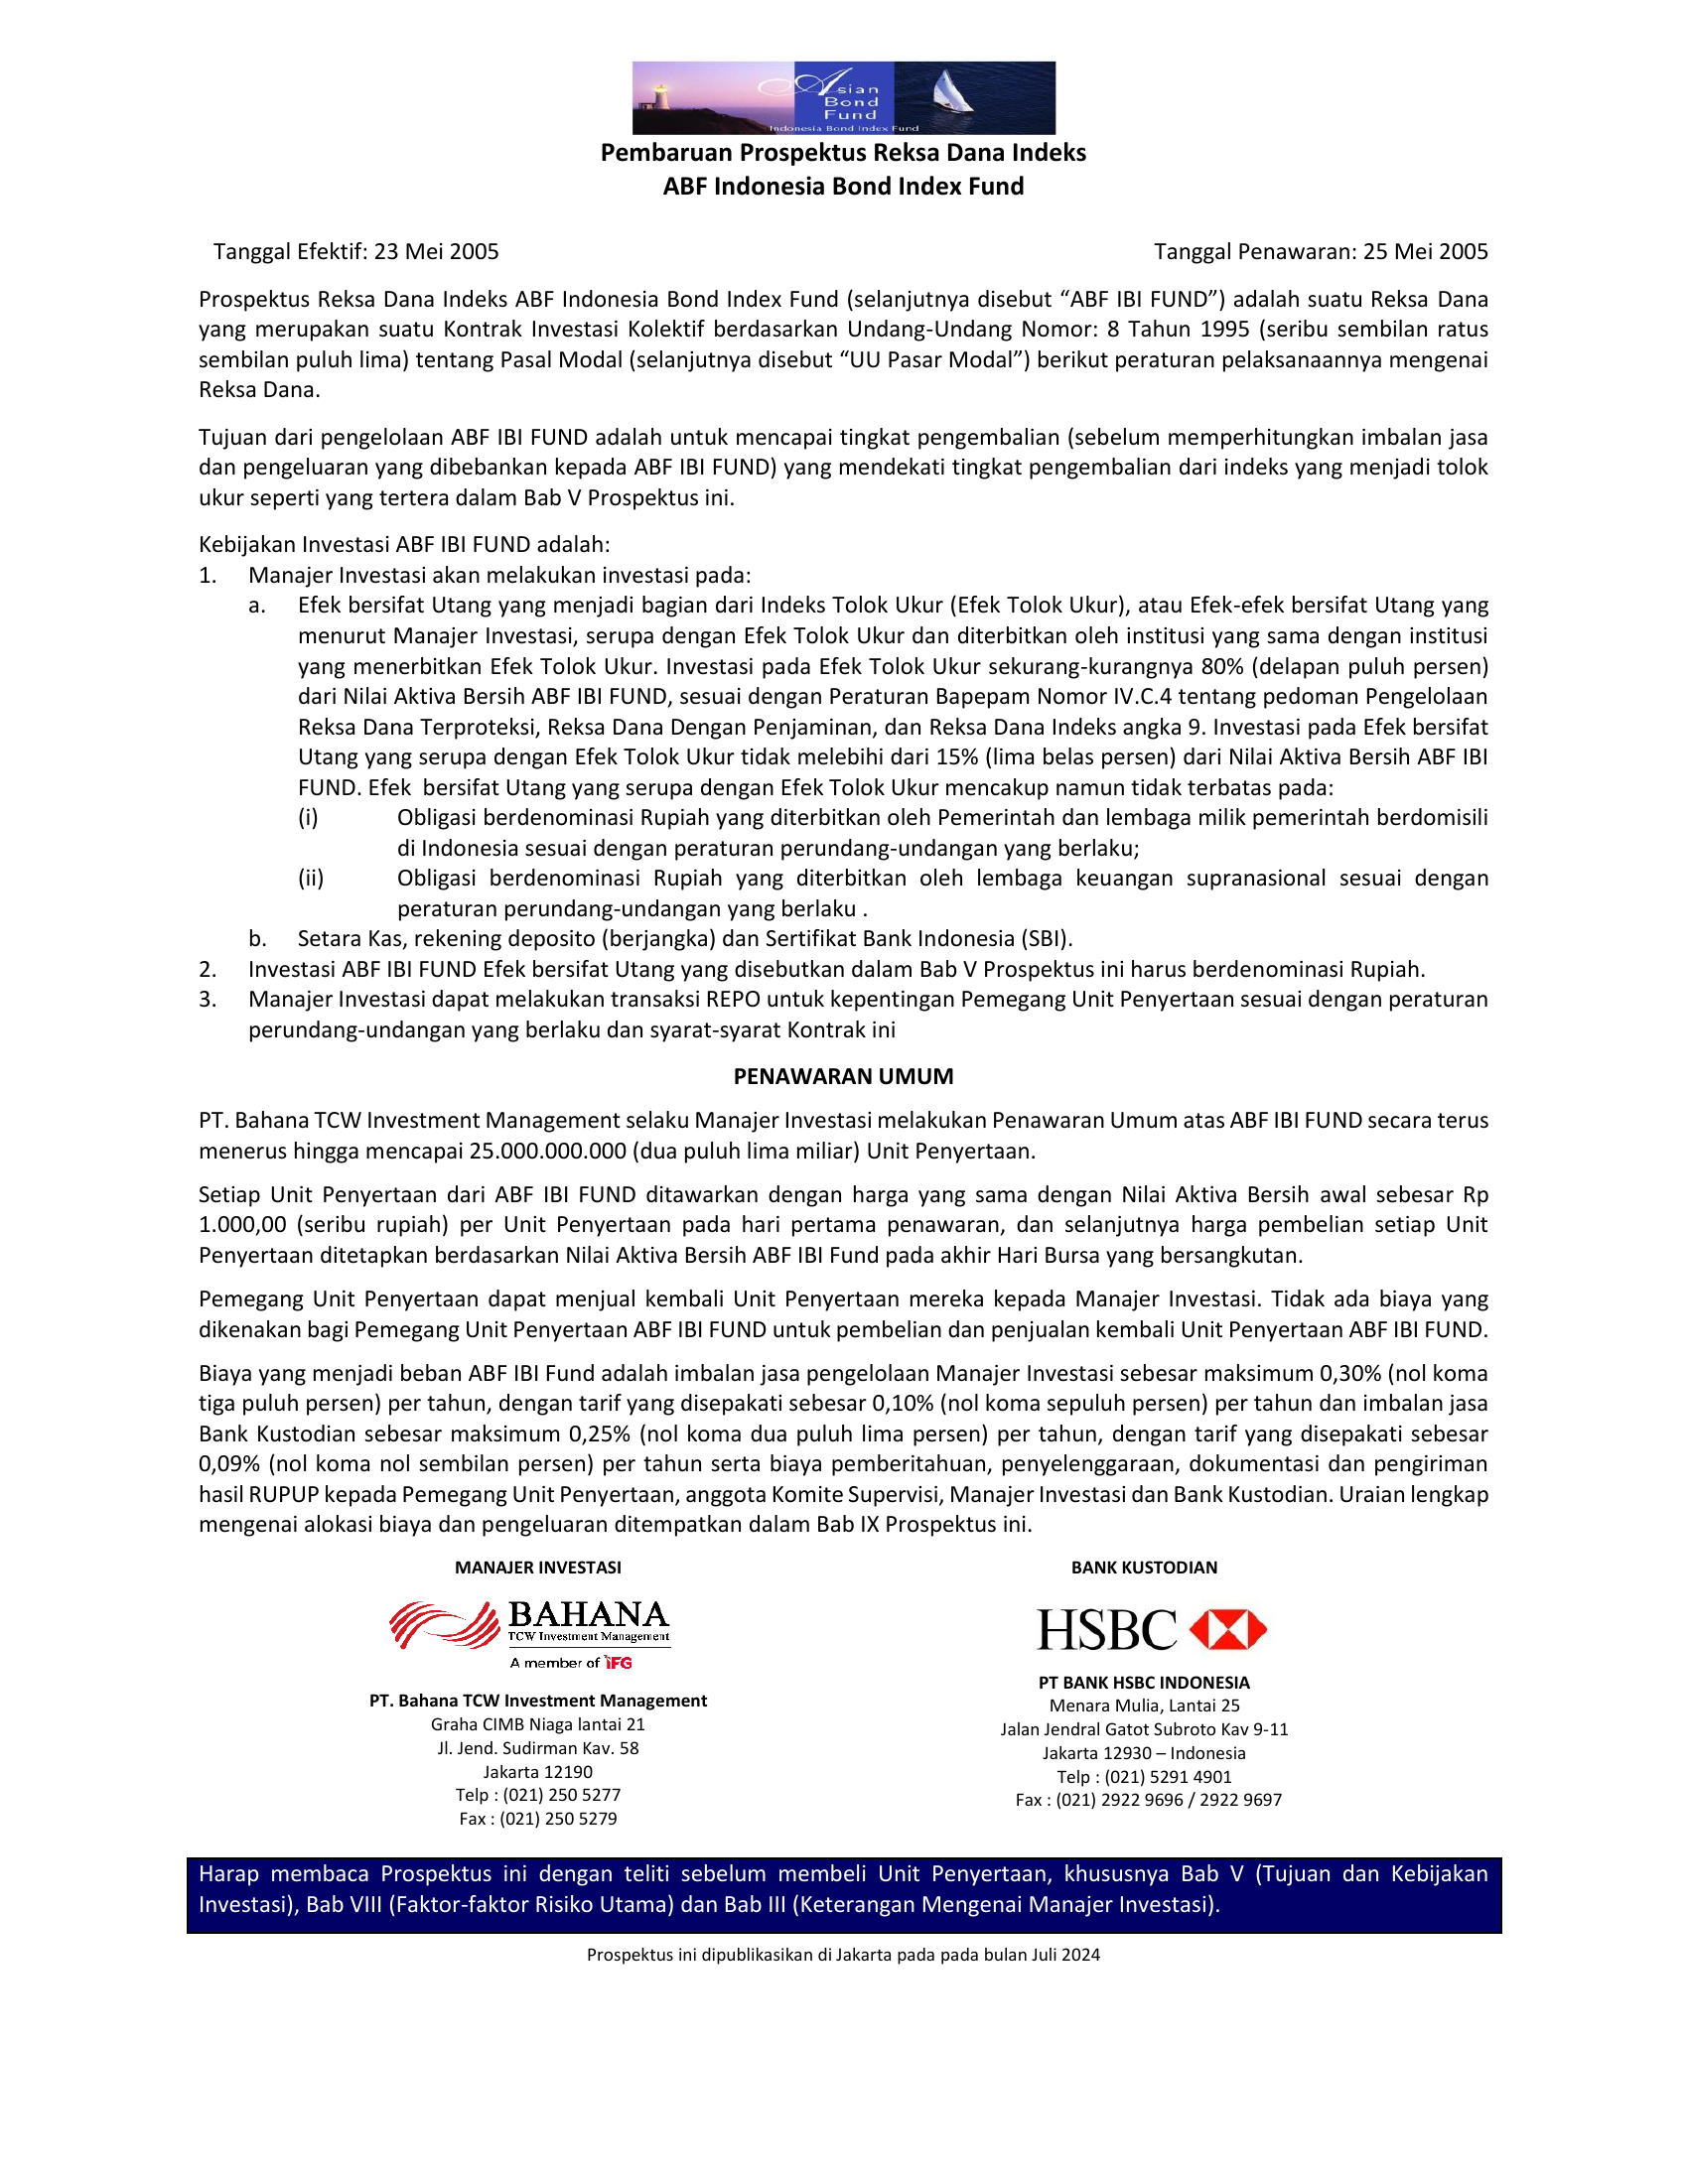 Asian
Bond
Fund
Indonesia Bond Index Fund
Pembaruan Prospektus Reksa Dana Indeks
ABF Indonesia Bond Index Fund
Tanggal Efektif: 23 Mei 2005 Tanggal Penawaran: 25 Mei 2005
Prospektus Reksa Dana Indeks ABF Indonesia Bond Index Fund (selanjutnya disebut “ABF IBI FUND”) adalah suatu Reksa Dana
yang merupakan suatu Kontrak Investasi Kolektif berdasarkan Undang-Undang Nomor: 8 Tahun 1995 (seribu sembilan ratus
sembilan puluh lima) tentang Pasal Modal (selanjutnya disebut “UU Pasar Modal”) berikut peraturan pelaksanaannya mengenai
Reksa Dana.
Tujuan dari pengelolaan ABF IBI FUND adalah untuk mencapai tingkat pengembalian (sebelum memperhitungkan imbalan jasa
dan pengeluaran yang dibebankan kepada ABF IBI FUND) yang mendekati tingkat pengembalian dari indeks yang menjadi tolok
ukur seperti yang tertera dalam Bab V Prospektus ini.
Kebijakan Investasi ABF IBI FUND adalah:
1. Manajer Investasi akan melakukan investasi pada:
a. Efek bersifat Utang yang menjadi bagian dari Indeks Tolok Ukur (Efek Tolok Ukur), atau Efek-efek bersifat Utang yang
menurut Manajer Investasi, serupa dengan Efek Tolok Ukur dan diterbitkan oleh institusi yang sama dengan institusi
yang menerbitkan Efek Tolok Ukur. Investasi pada Efek Tolok Ukur sekurang-kurangnya 80% (delapan puluh persen)
dari Nilai Aktiva Bersih ABF IBI FUND, sesuai dengan Peraturan Bapepam Nomor IV.C.4 tentang pedoman Pengelolaan
Reksa Dana Terproteksi, Reksa Dana Dengan Penjaminan, dan Reksa Dana Indeks angka 9. Investasi pada Efek bersifat
Utang yang serupa dengan Efek Tolok Ukur tidak melebihi dari 15% (lima belas persen) dari Nilai Aktiva Bersih ABF IBI
FUND. Efek bersifat Utang yang serupa dengan Efek Tolok Ukur mencakup namun tidak terbatas pada:
(i) Obligasi berdenominasi Rupiah yang diterbitkan oleh Pemerintah dan lembaga milik pemerintah berdomisili
di Indonesia sesuai dengan peraturan perundang-undangan yang berlaku;
(ii) Obligasi berdenominasi Rupiah yang diterbitkan oleh lembaga keuangan supranasional sesuai dengan
peraturan perundang-undangan yang berlaku .
b. Setara Kas, rekening deposito (berjangka) dan Sertifikat Bank Indonesia (SBI).
2. Investasi ABF IBI FUND Efek bersifat Utang yang disebutkan dalam Bab V Prospektus ini harus berdenominasi Rupiah.
3. Manajer Investasi dapat melakukan transaksi REPO untuk kepentingan Pemegang Unit Penyertaan sesuai dengan peraturan
perundang-undangan yang berlaku dan syarat-syarat Kontrak ini
PENAWARAN UMUM
PT. Bahana TCW Investment Management selaku Manajer Investasi melakukan Penawaran Umum atas ABF IBI FUND secara terus
menerus hingga mencapai 25.000.000.000 (dua puluh lima miliar) Unit Penyertaan.
Setiap Unit Penyertaan dari ABF IBI FUND ditawarkan dengan harga yang sama dengan Nilai Aktiva Bersih awal sebesar Rp
1.000,00 (seribu rupiah) per Unit Penyertaan pada hari pertama penawaran, dan selanjutnya harga pembelian setiap Unit
Penyertaan ditetapkan berdasarkan Nilai Aktiva Bersih ABF IBI Fund pada akhir Hari Bursa yang bersangkutan.
Pemegang Unit Penyertaan dapat menjual kembali Unit Penyertaan mereka kepada Manajer Investasi. Tidak ada biaya yang
dikenakan bagi Pemegang Unit Penyertaan ABF IBI FUND untuk pembelian dan penjualan kembali Unit Penyertaan ABF IBI FUND.
Biaya yang menjadi beban ABF IBI Fund adalah imbalan jasa pengelolaan Manajer Investasi sebesar maksimum 0,30% (nol koma
tiga puluh persen) per tahun, dengan tarif yang disepakati sebesar 0,10% (nol koma sepuluh persen) per tahun dan imbalan jasa
Bank Kustodian sebesar maksimum 0,25% (nol koma dua puluh lima persen) per tahun, dengan tarif yang disepakati sebesar
0,09% (nol koma nol sembilan persen) per tahun serta biaya pemberitahuan, penyelenggaraan, dokumentasi dan pengiriman
hasil RUPUP kepada Pemegang Unit Penyertaan, anggota Komite Supervisi, Manajer Investasi dan Bank Kustodian. Uraian lengkap
mengenai alokasi biaya dan pengeluaran ditempatkan dalam Bab IX Prospektus ini.
MANAJER INVESTASI
BAHANA
TCW Investment Management
A member of IFG
PT. Bahana TCW Investment Management
Graha CIMB Niaga lantai 21
Jl. Jend. Sudirman Kav. 58
Jakarta 12190
Telp : (021) 250 5277
Fax : (021) 250 5279
BANK KUSTODIAN
HSBC
PT BANK HSBC INDONESIA
Menara Mulia, Lantai 25
Jalan Jendral Gatot Subroto Kav 9-11
Jakarta 12930 – Indonesia
Telp : (021) 5291 4901
Fax : (021) 2922 9696 / 2922 9697
Harap membaca Prospektus ini dengan teliti sebelum membeli Unit Penyertaan, khususnya Bab V (Tujuan dan Kebijakan
Investasi), Bab VIII (Faktor-faktor Risiko Utama) dan Bab III (Keterangan Mengenai Manajer Investasi).
Prospektus ini dipublikasikan di Jakarta pada pada bulan Juli 2024